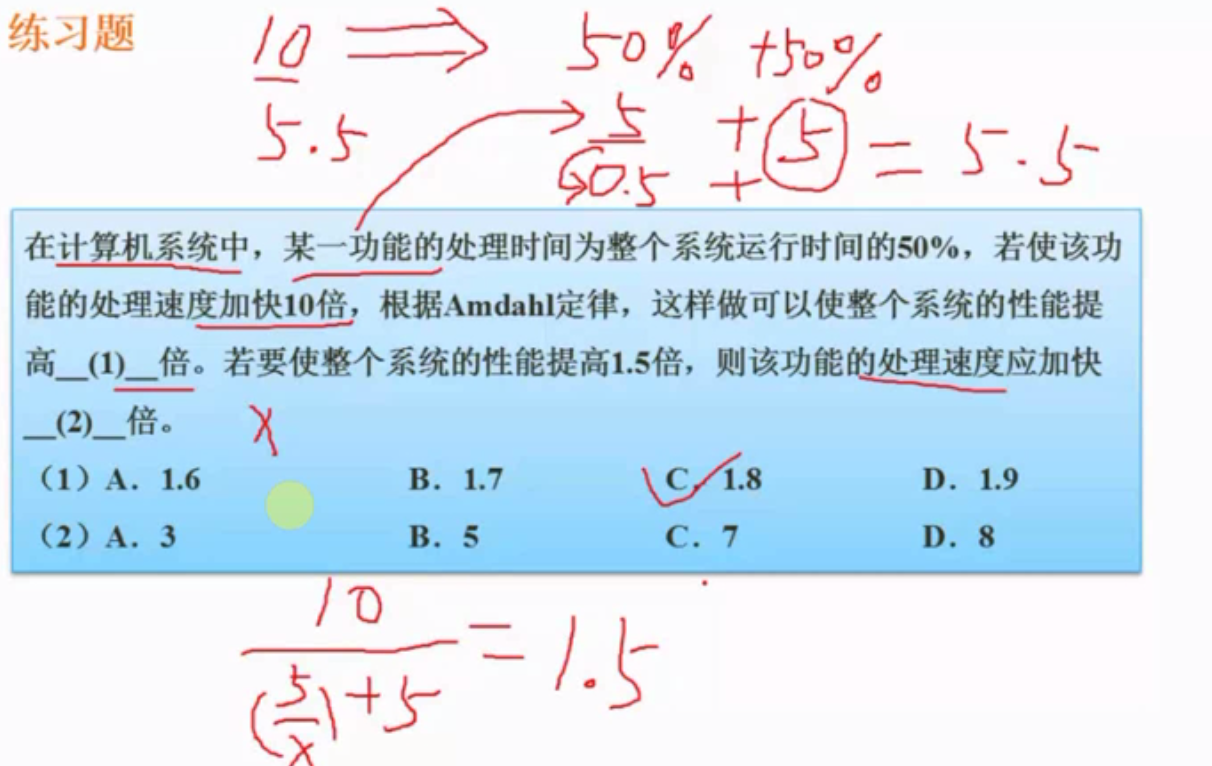 练习题
10 ⇒ 50% +50%
5.5
5 + 5 = 5.5
0.5 +
在计算机系统中，某一功能的处理时间为整个系统运行时间的50%，若使该功
能的处理速度加快10倍，根据Amdahl定律，这样做可以使整个系统的性能提
高__(1)__倍。若要使整个系统的性能提高1.5倍，则该功能的处理速度应加快
__(2)__倍。
x
（1）A．1.6 B．1.7 C．1.8 D．1.9
（2）A．3 B．5 C．7 D．8
10
= 1.5
(5/x)+5